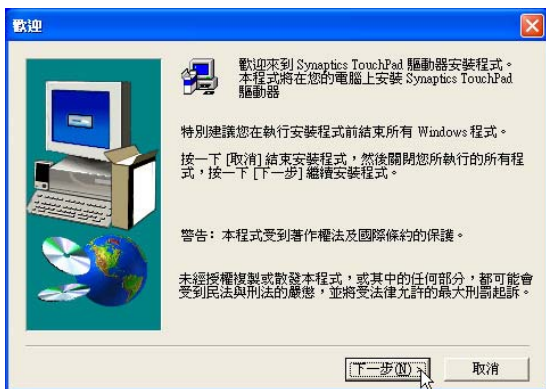 歡迎
歡迎來到 Synaptics TouchPad 驅動器安裝程式。
本程式將在您的電腦上安裝 Synaptics TouchPad
驅動器
特別建議您在執行安裝程式前結束所有 Windows 程式。
按一下 [取消] 結束安裝程式,然後關閉您所執行的所有程
式,按一下 [下一步] 繼續安裝程式。
警告: 本程式受到著作權法及國際條約的保護。
未經授權複製或散發本程式,或其中的任何部分,都可能會
受到民法與刑法的嚴懲,並將受法律允許的最大刑罰起訴。
下一步(N) >
取消